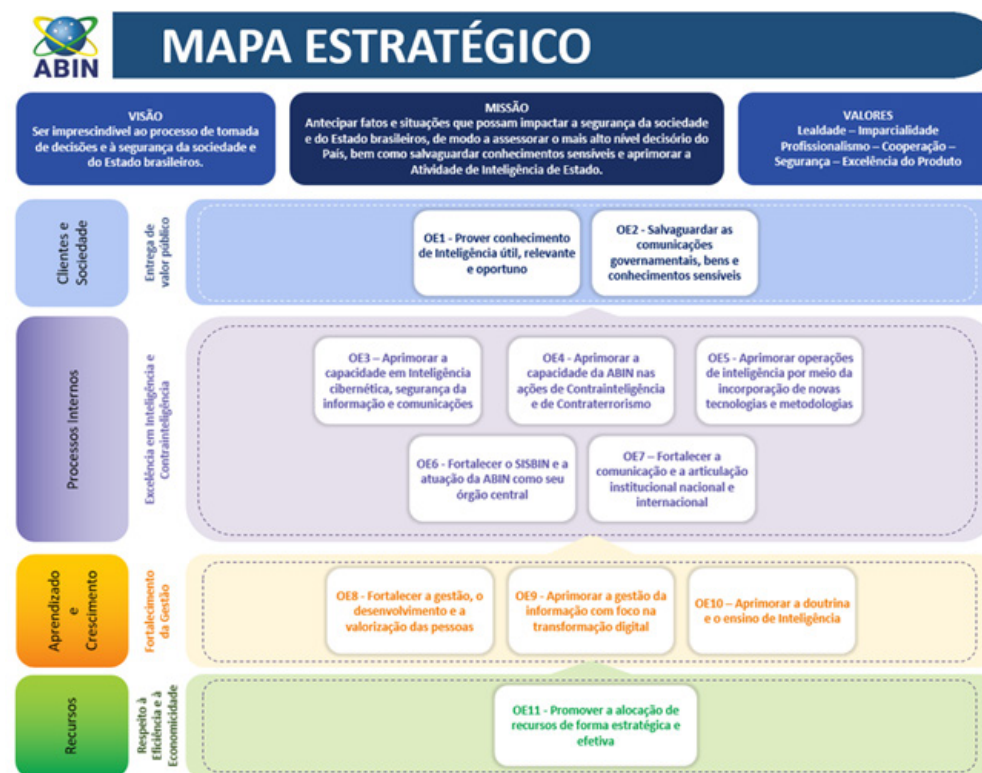 ABIN
MAPA ESTRATÉGICO
VISÃO
Ser imprescindível ao processo de tomada
de decisões e à segurança da sociedade e
do Estado brasileiros.
MISSÃO
Antecipar fatos e situações que possam impactar a segurança da sociedade
e do Estado brasileiros, de modo a assessorar o mais alto nível decisório do
País, bem como salvaguardar conhecimentos sensíveis e aprimorar a
Atividade de Inteligência de Estado.
VALORES
Lealdade – Imparcialidade
Profissionalismo – Cooperação –
Segurança – Excelência do Produto
Clientes e
Sociedade
Entrega de
valor público
OE1 - Prover conhecimento
de Inteligência útil, relevante
e oportuno
OE2 - Salvaguardar as
comunicações
governamentais, bens e
conhecimentos sensíveis
Processos Internos
Excelência em Inteligência e
Contrainteligência
OE3 – Aprimorar a
capacidade em Inteligência
cibernética, segurança da
informação e comunicações
OE4 - Aprimorar a
capacidade da ABIN nas
ações de Contrainteligência
e de Contraterrorismo
OE5 - Aprimorar operações
de inteligência por meio da
incorporação de novas
tecnologias e metodologias
OE6 - Fortalecer o SISBIN e a
atuação da ABIN como seu
órgão central
OE7 – Fortalecer a
comunicação e a articulação
institucional nacional e
internacional
Aprendizado
e
Crescimento
Fortalecimento
da Gestão
OE8 - Fortalecer a gestão, o
desenvolvimento e a
valorização das pessoas
OE9 - Aprimorar a gestão da
informação com foco na
transformação digital
OE10 – Aprimorar a doutrina
e o ensino de Inteligência
Recursos
Respeito à
Eficiência e à
Economicidade
OE11 - Promover a alocação de
recursos de forma estratégica e
efetiva